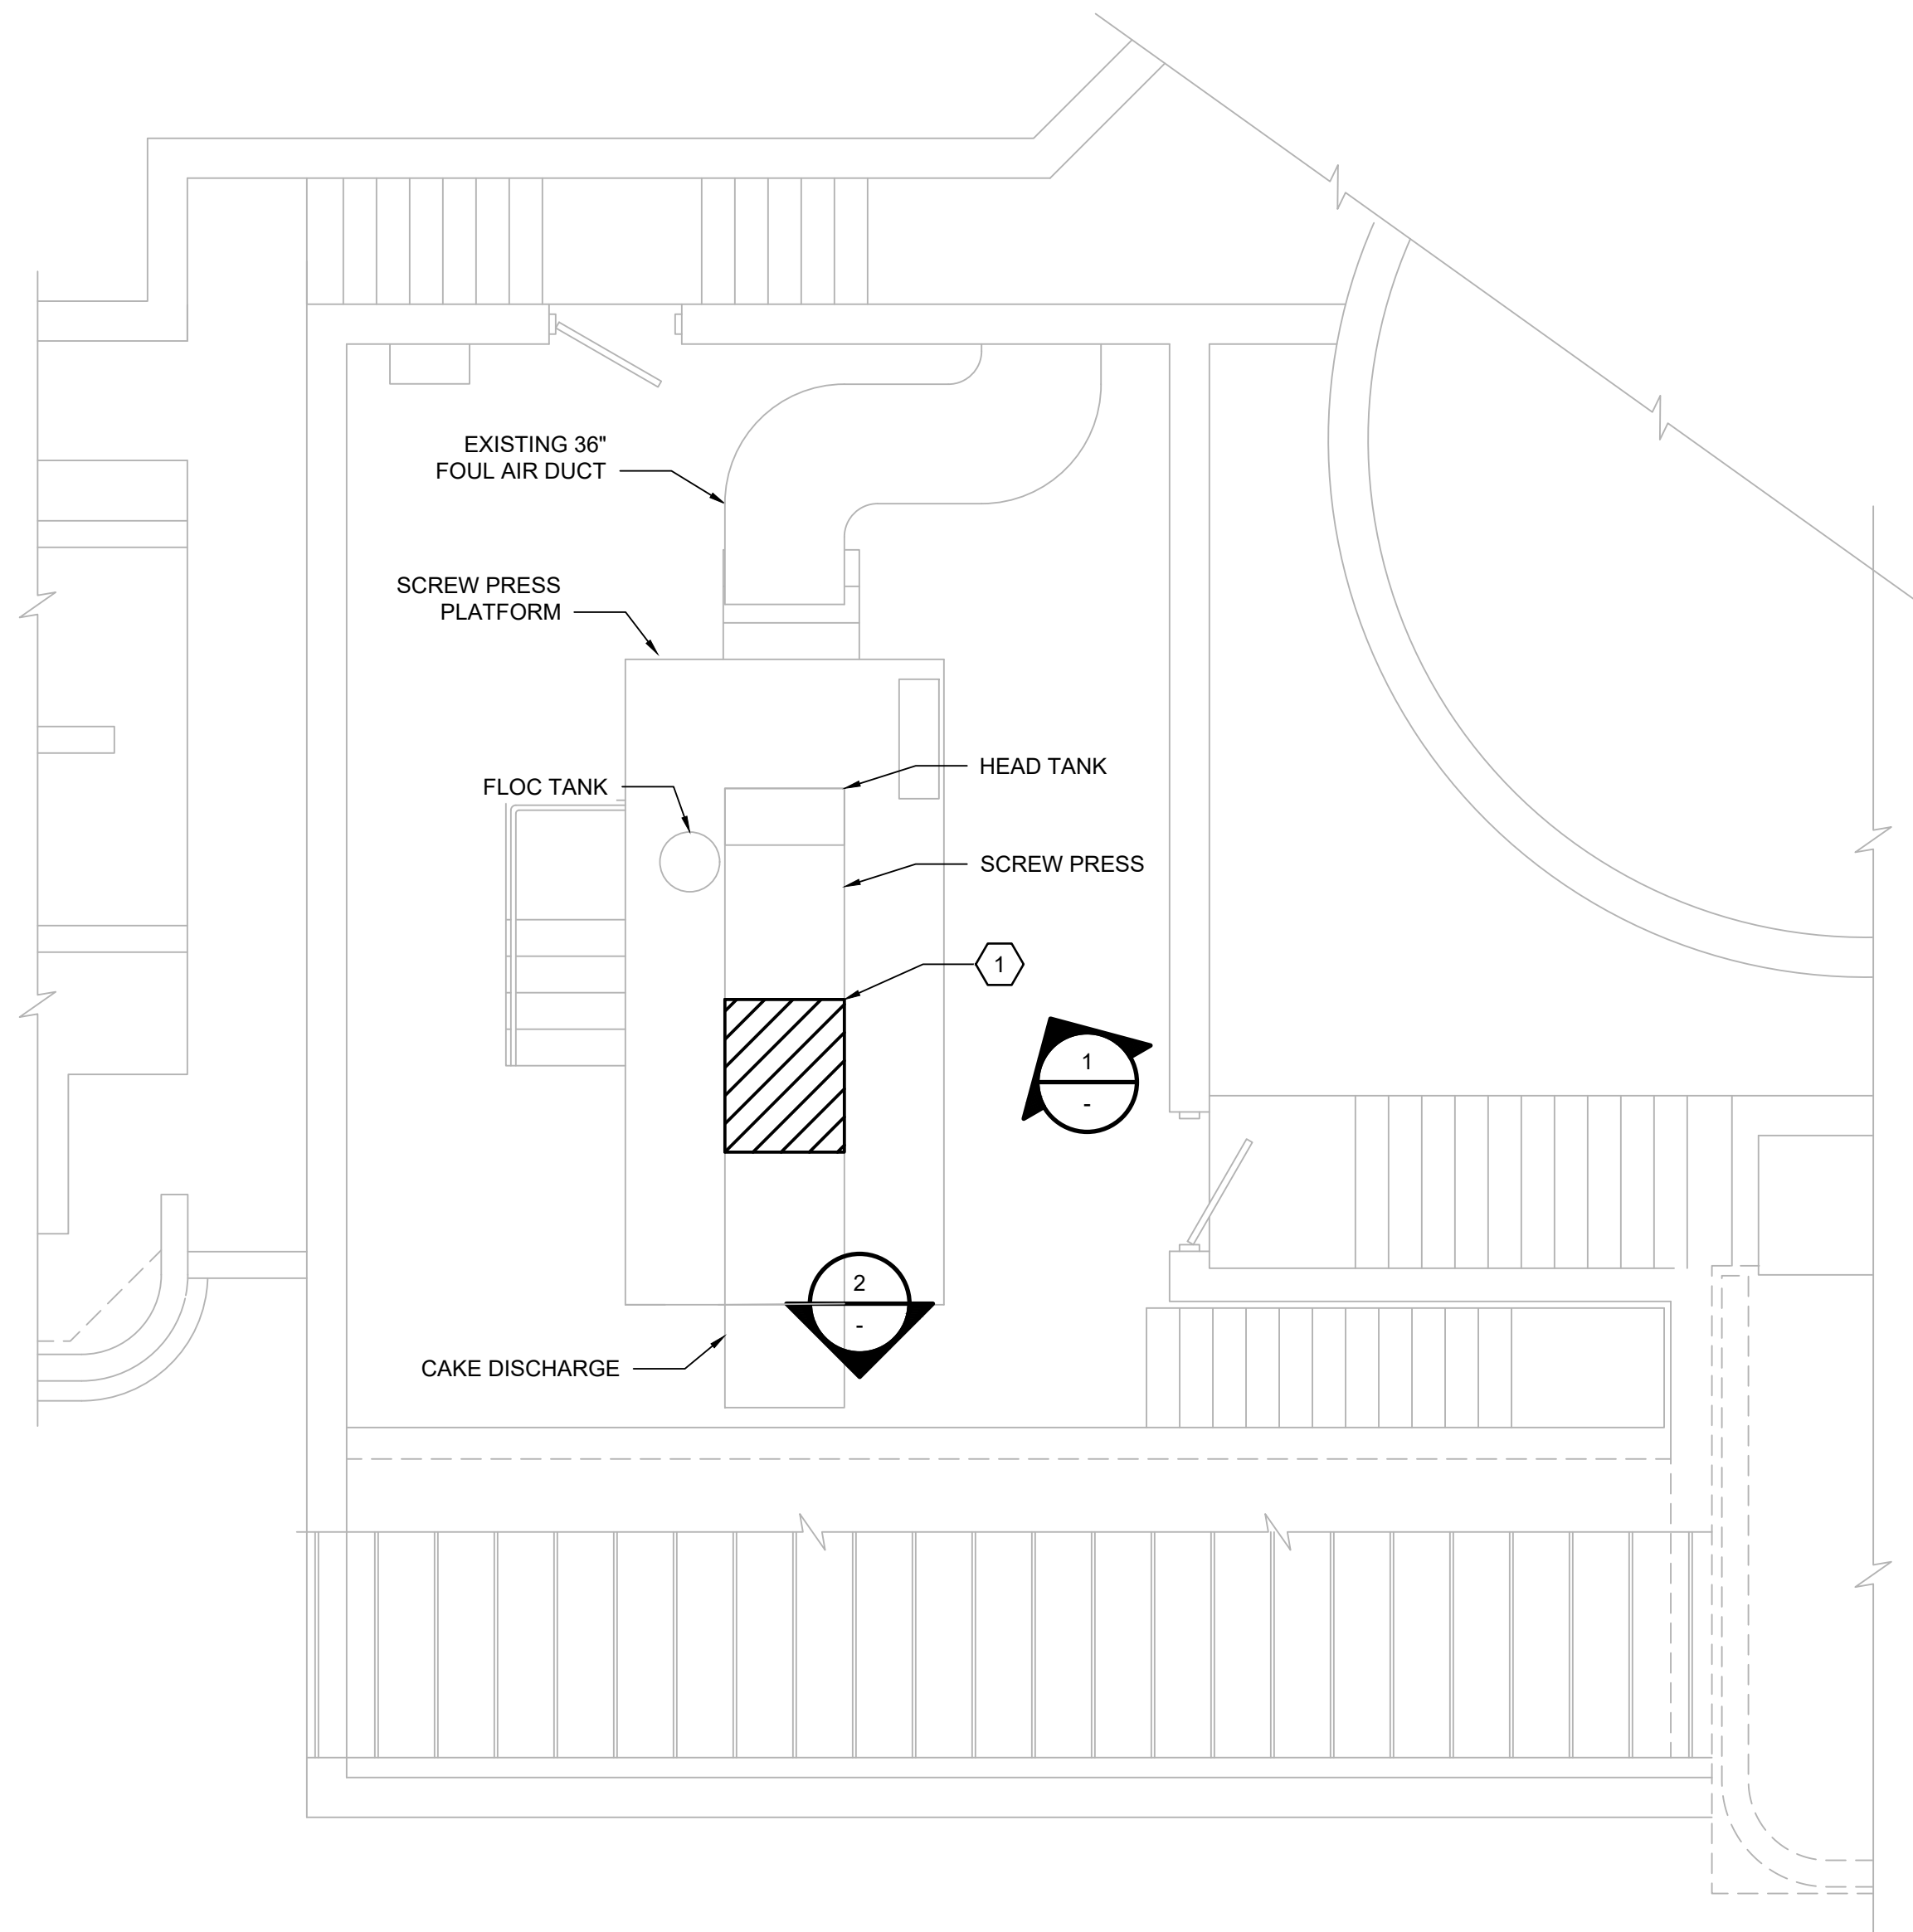 EXISTING 36"
FOUL AIR DUCT
SCREW PRESS
PLATFORM
HEAD TANK
FLOC TANK
SCREW PRESS
1
1
-
2
-
CAKE DISCHARGE